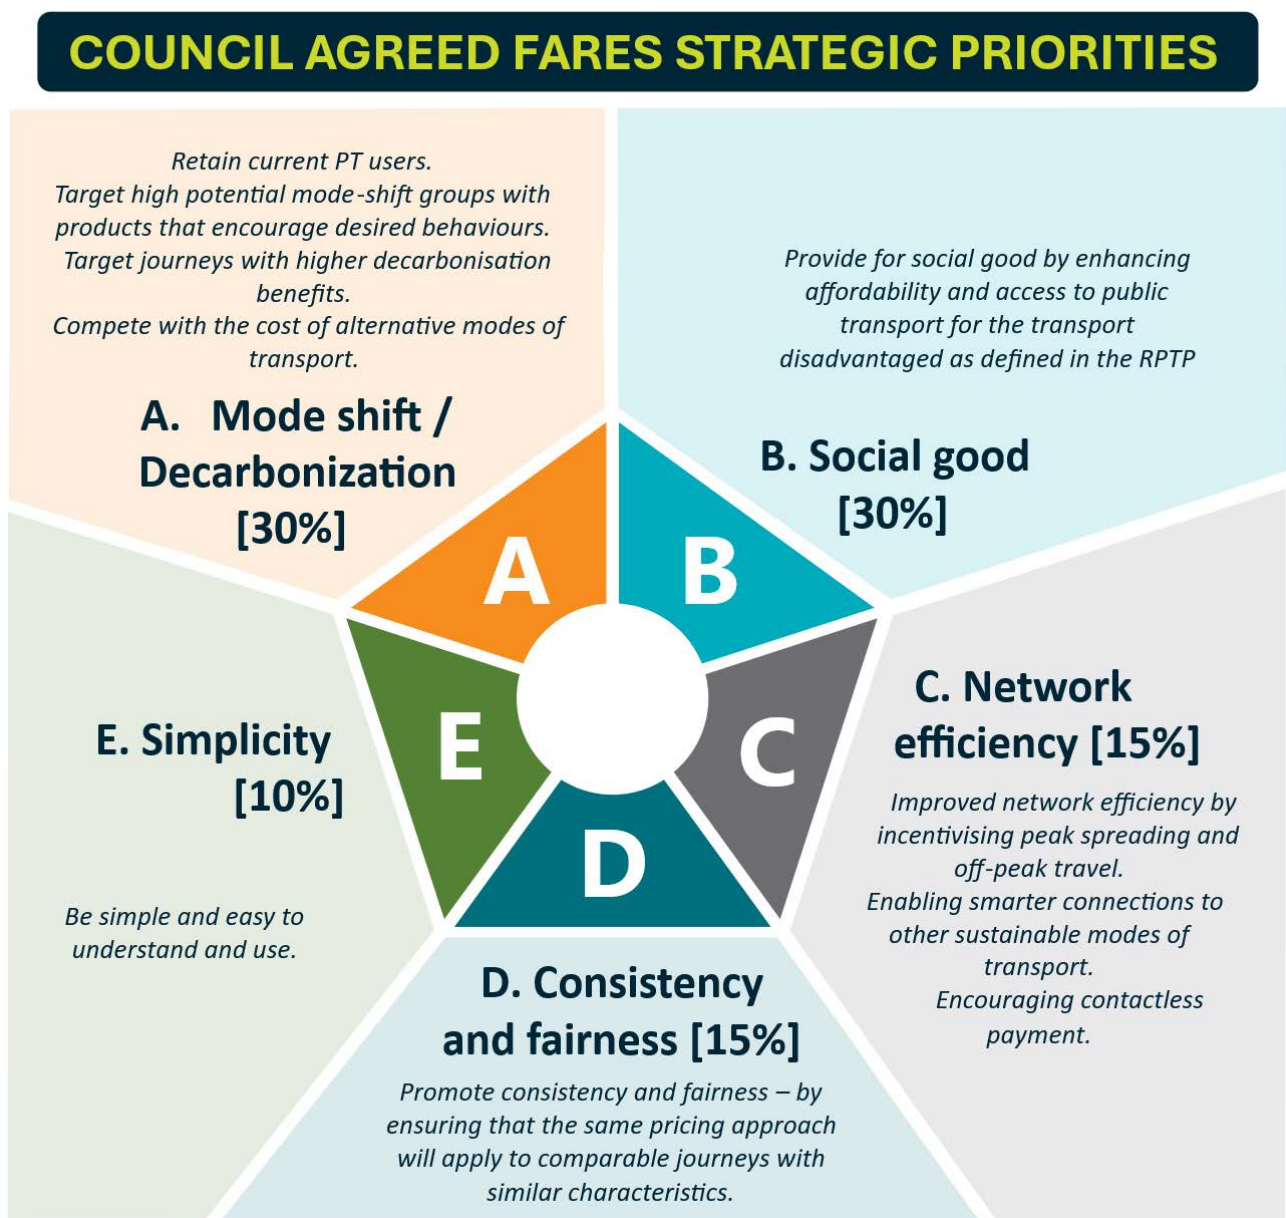 COUNCIL AGREED FARES STRATEGIC PRIORITIES
Retain current PT users.
Target high potential mode-shift groups with
products that encourage desired behaviours.
Target journeys with higher decarbonisation
benefits.
Compete with the cost of alternative modes of
transport.
A. Mode shift /
Decarbonization
[30%]
Provide for social good by enhancing
affordability and access to public
transport for the transport
disadvantaged as defined in the RPTP
B. Social good
[30%]
A
B
C
D
E
C. Network
efficiency [15%]
Improved network efficiency by
incentivising peak spreading and
off-peak travel.
Enabling smarter connections to
other sustainable modes of
transport.
Encouraging contactless
payment.
D. Consistency
and fairness [15%]
Promote consistency and fairness – by
ensuring that the same pricing approach
will apply to comparable journeys with
similar characteristics.
E. Simplicity
[10%]
Be simple and easy to
understand and use.